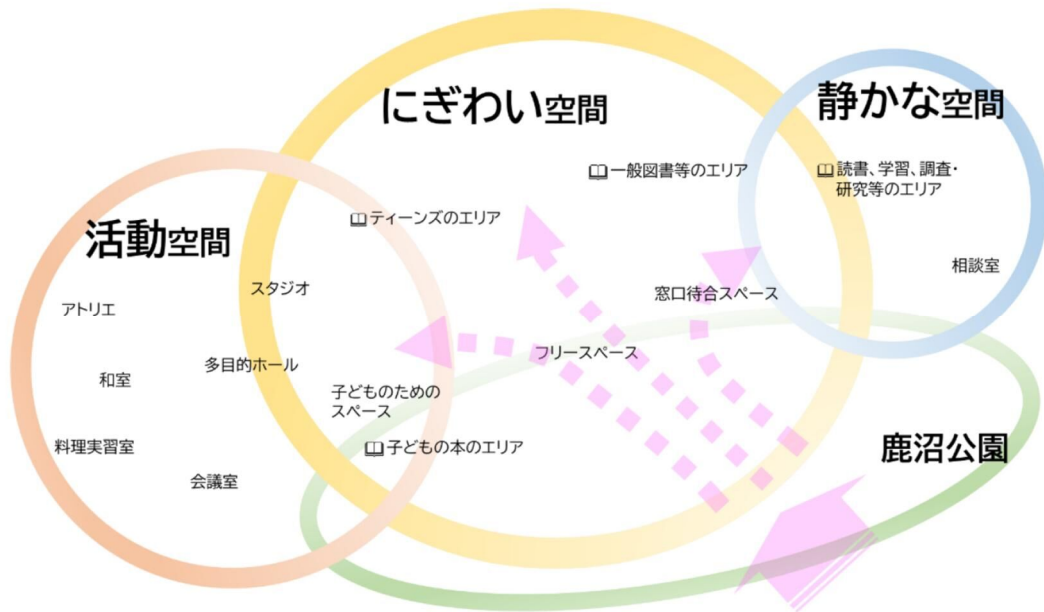 にぎわい空間
静かな空間
📖一般図書等のエリア
📖読書、学習、調査・
研究等のエリア
📖ティーンズのエリア
活動空間
相談室
スタジオ
窓口待合スペース
アトリエ
フリースペース
多目的ホール
和室
子どものための
スペース
料理実習室
📖子どもの本のエリア
鹿沼公園
会議室